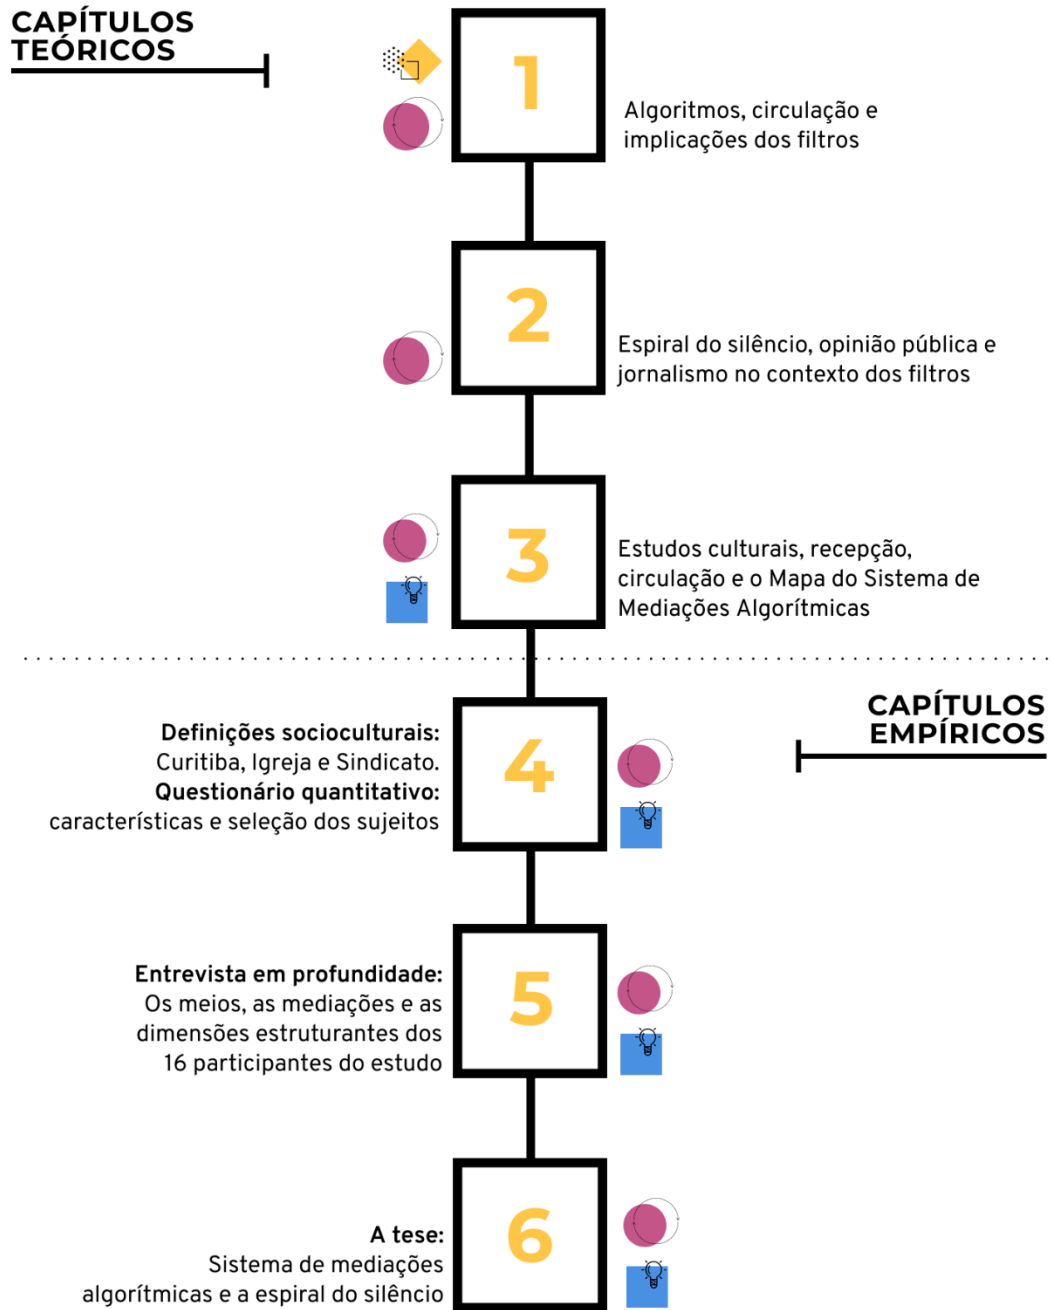 CAPÍTULOS
TEÓRICOS
1
Algoritmos, circulação e
implicações dos filtros
2
Espiral do silêncio, opinião pública e
jornalismo no contexto dos filtros
3
Estudos culturais, recepção,
circulação e o Mapa do Sistema de
Mediações Algorítmicas
CAPÍTULOS
EMPÍRICOS
4
Definições socioculturais:
Curitiba, Igreja e Sindicato.
Questionário quantitativo:
características e seleção dos sujeitos
5
Entrevista em profundidade:
Os meios, as mediações e as
dimensões estruturantes dos
16 participantes do estudo
6
A tese:
Sistema de mediações
algorítmicas e a espiral do silêncio